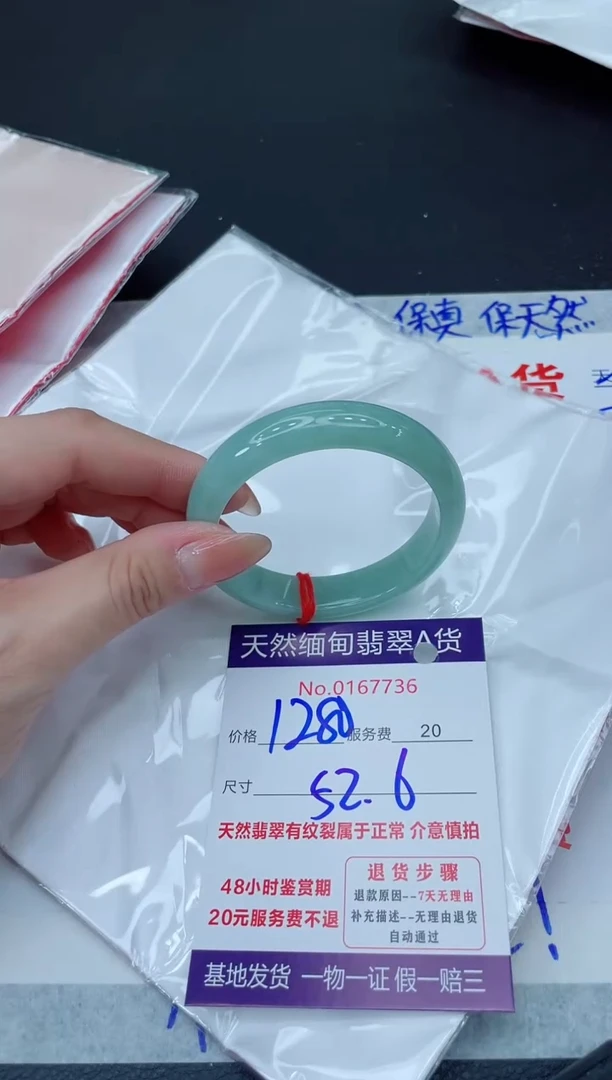 保真 保天然
货
天然缅甸翡翠A货
No.0167736
价格 1280 服务费 20
尺寸 52.6
天然翡翠有纹裂属于正常 介意慎拍
48小时鉴赏期
20元服务费不退
退货步骤
退款原因--7天无理由
补充描述--无理由退货
自动通过
基地发货 一物一证 假一赔三